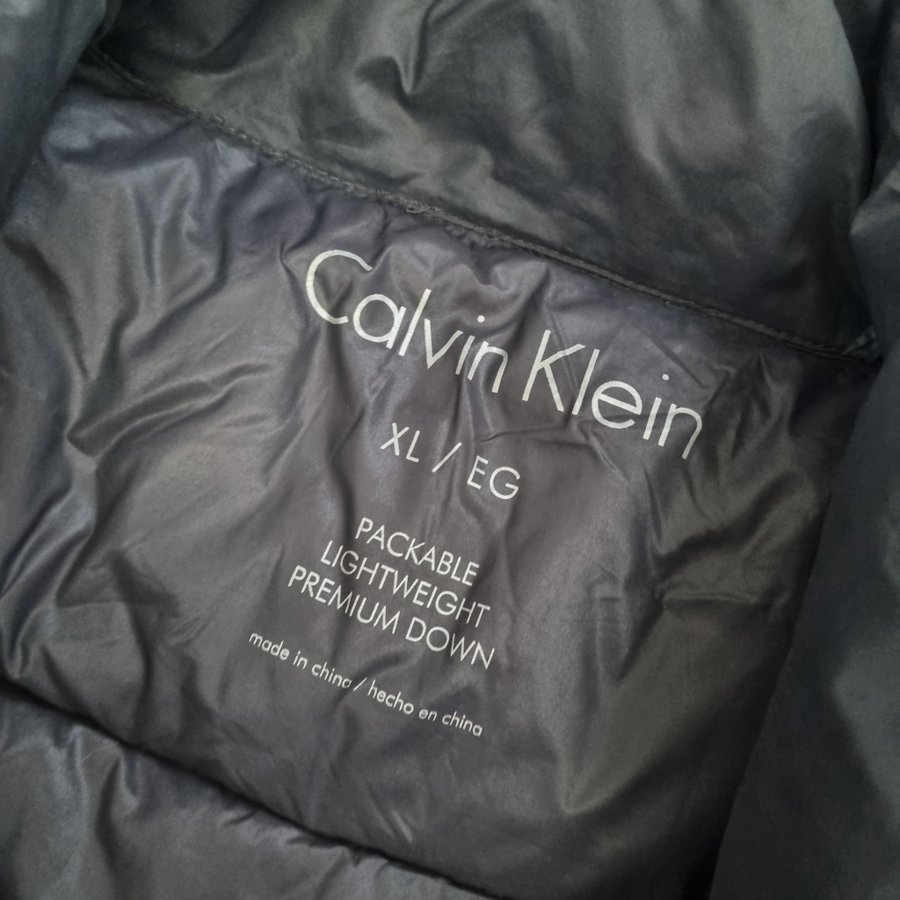 Calvin Klein
XL / EG
PACKABLE
LIGHTWEIGHT
PREMIUM DOWN
made in china / hecho en china